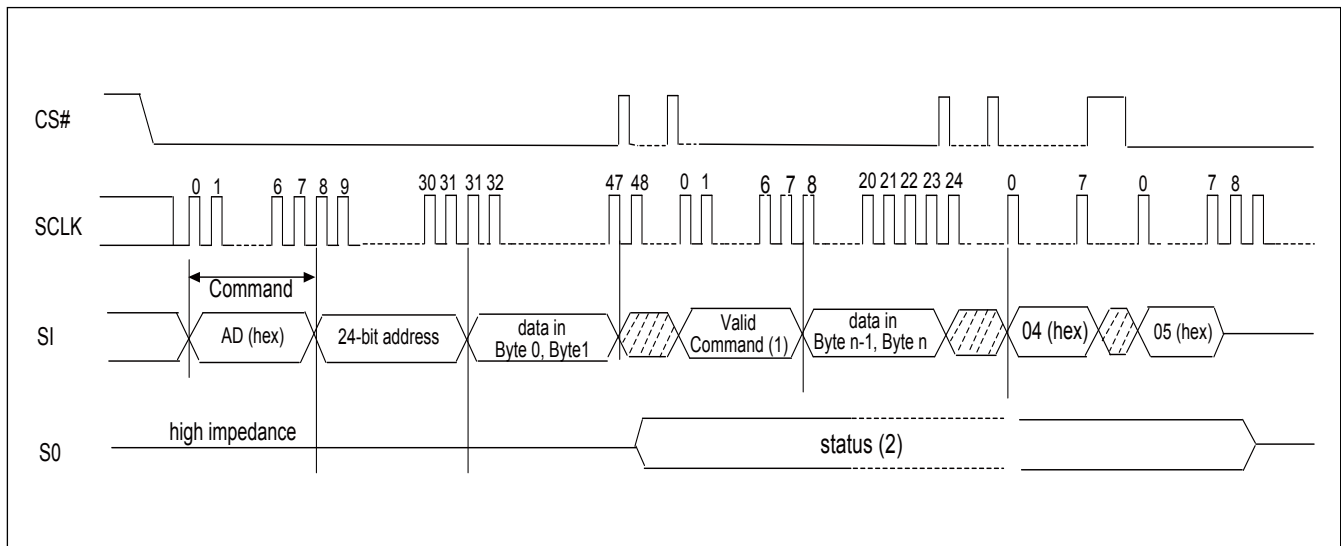 CS#
0 1 6 7 8 9 30 31 31 32 47 48 0 1 6 7 8 20 21 22 23 24 0 7 0 7 8
SCLK
Command
SI
AD (hex)
24-bit address
data in
Byte 0, Byte1
Valid
Command (1)
data in
Byte n-1, Byte n
04 (hex)
05 (hex)
high impedance
S0
status (2)